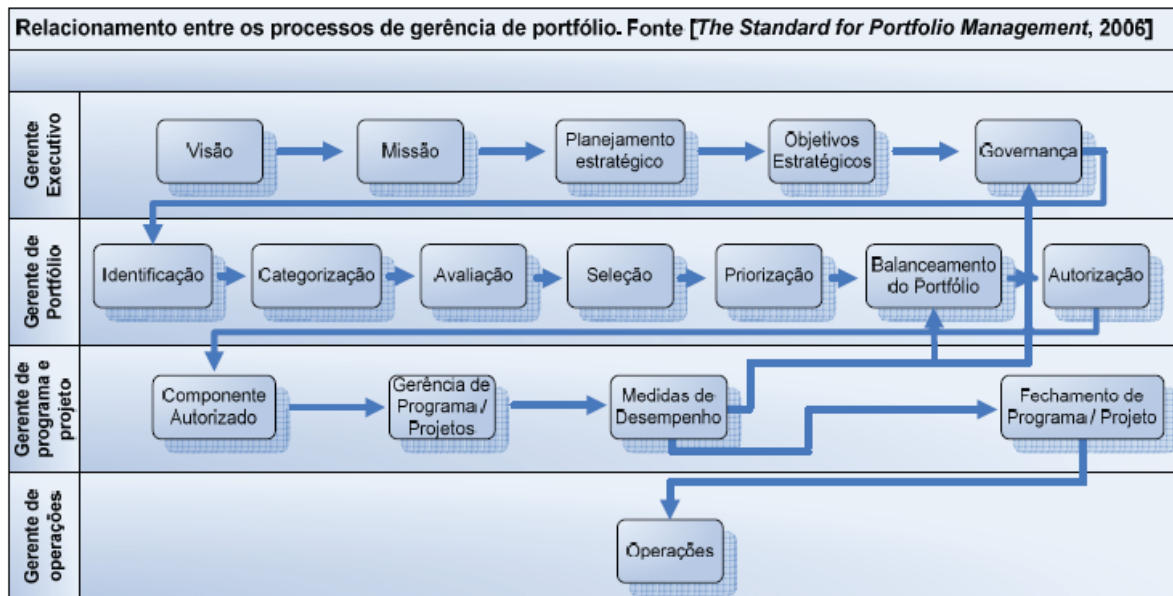 Relacionamento entre os processos de gerência de portfólio. Fonte [The Standard for Portfolio Management, 2006]
Gerente
Executivo
Visão
Missão
Planejamento
estratégico
Objetivos
Estratégicos
Governança
Gerente de
Portfólio
Identificação
Categorização
Avaliação
Seleção
Priorização
Balanceamento
do Portfólio
Autorização
Gerente de
programa e
projeto
Componente
Autorizado
Gerência de
Programa /
Projetos
Medidas de
Desempenho
Fechamento de
Programa / Projeto
Gerente de
operações
Operações